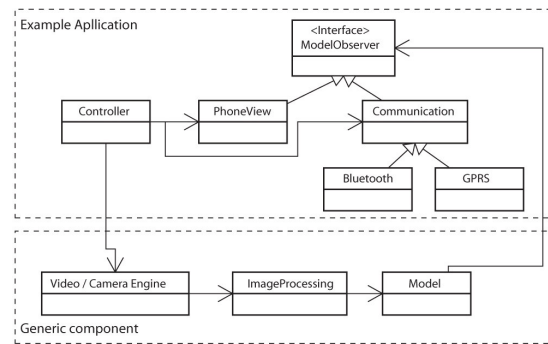 Example Apllication
<Interface>
ModelObserver
Controller
PhoneView
Communication
Bluetooth
GPRS
Video / Camera Engine
ImageProcessing
Model
Generic component